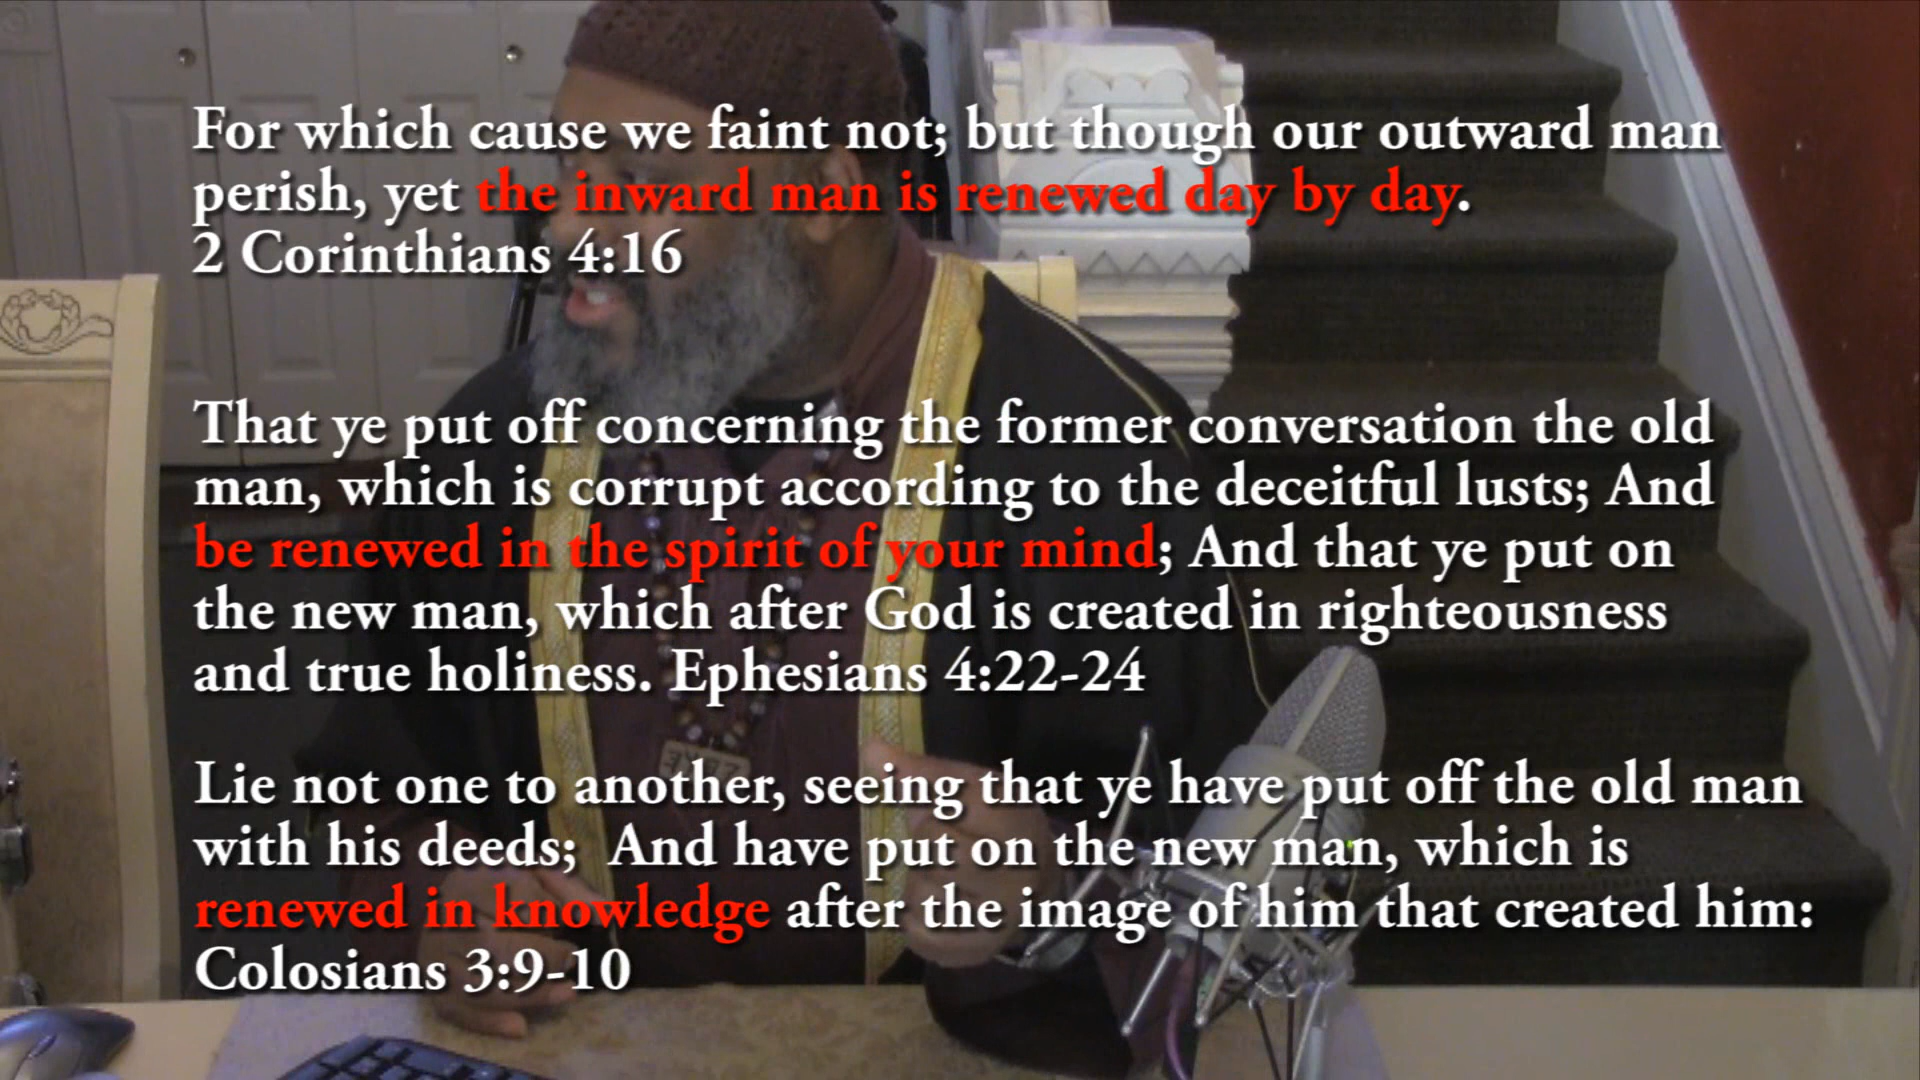 For which cause we faint not; but though our outward man
perish, yet the inward man is renewed day by day.
2 Corinthians 4:16
That ye put off concerning the former conversation the old
man, which is corrupt according to the deceitful lusts; And
be renewed in the spirit of your mind; And that ye put on
the new man, which after God is created in righteousness
and true holiness. Ephesians 4:22-24
Lie not one to another, seeing that ye have put off the old man
with his deeds;  And have put on the new man, which is
renewed in knowledge after the image of him that created him:
Colosians 3:9-10